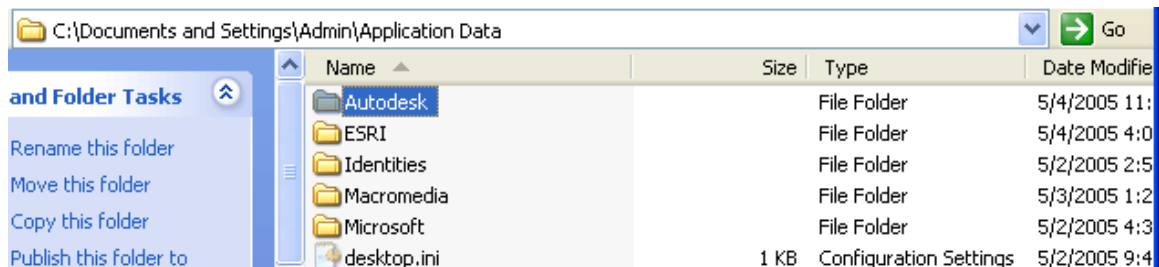 C:\Documents and Settings\Admin\Application Data Go
Name Size Type Date Modifie
and Folder Tasks
Autodesk File Folder 5/4/2005 11:
ESRI File Folder 5/4/2005 4:0
Rename this folder
Identities File Folder 5/2/2005 2:5
Move this folder
Macromedia File Folder 5/3/2005 1:2
Copy this folder
Microsoft File Folder 5/2/2005 4:3
Publish this folder to
desktop.ini 1 KB Configuration Settings 5/2/2005 9:4